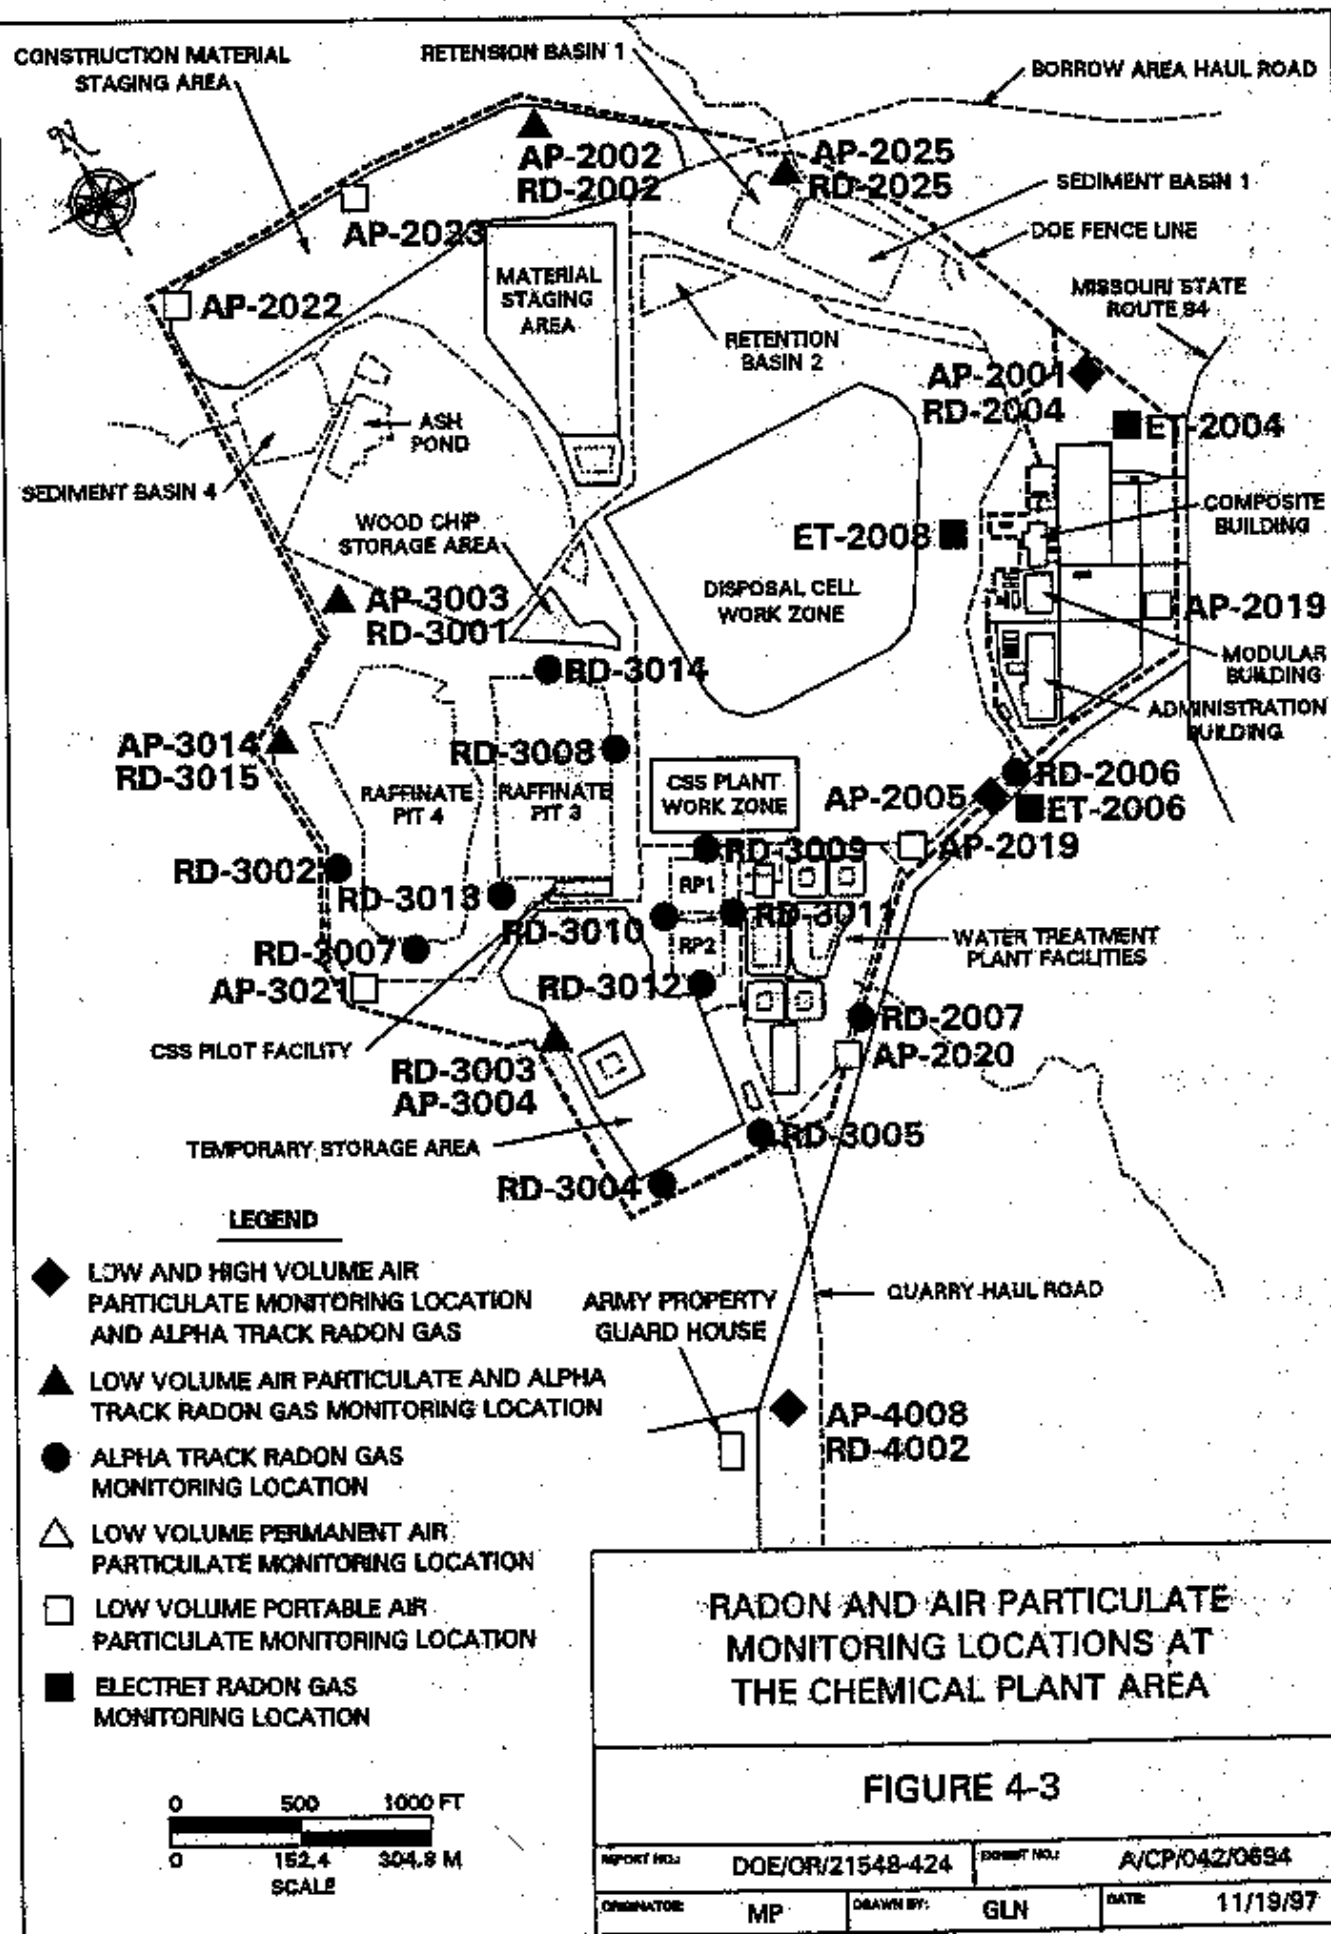 CONSTRUCTION MATERIAL
STAGING AREA
RETENSION BASIN 1
BORROW AREA HAUL ROAD
N
AP-2002
RD-2002
AP-2025
RD-2025
SEDIMENT BASIN 1
AP-2023
DOE FENCE LINE
MATERIAL
STAGING
AREA
MISSOURI STATE
ROUTE 94
AP-2022
RETENTION
BASIN 2
AP-2001
RD-2004
ASH
POND
ET-2004
SEDIMENT BASIN 4
COMPOSITE
BUILDING
WOOD CHIP
STORAGE AREA
ET-2008
DISPOSAL CELL
WORK ZONE
AP-3003
RD-3001
AP-2019
RD-3014
MODULAR
BUILDING
ADMINISTRATION
BUILDING
AP-3014
RD-3015
RD-3008
RAFFINATE
PIT 4
RAFFINATE
PIT 3
CSS PLANT
WORK ZONE
RD-2006
AP-2005
ET-2006
RD-3009
AP-2019
RD-3002
RP1
RD-3013
RD-3010
RD-3011
RP2
RD-3007
WATER TREATMENT
PLANT FACILITIES
AP-3021
RD-3012
RD-2007
CSS PILOT FACILITY
AP-2020
RD-3003
AP-3004
TEMPORARY STORAGE AREA
RD-3005
RD-3004
LEGEND
LOW AND HIGH VOLUME AIR
PARTICULATE MONITORING LOCATION
AND ALPHA TRACK RADON GAS
LOW VOLUME AIR PARTICULATE AND ALPHA
TRACK RADON GAS MONITORING LOCATION
ALPHA TRACK RADON GAS
MONITORING LOCATION
LOW VOLUME PERMANENT AIR
PARTICULATE MONITORING LOCATION
LOW VOLUME PORTABLE AIR
PARTICULATE MONITORING LOCATION
ELECTRET RADON GAS
MONITORING LOCATION
QUARRY HAUL ROAD
ARMY PROPERTY
GUARD HOUSE
AP-4008
RD-4002
0 500 1000 FT
0 152.4 304.8 M
SCALE
RADON AND AIR PARTICULATE
MONITORING LOCATIONS AT
THE CHEMICAL PLANT AREA
FIGURE 4-3
REPORT NO.: DOE/OR/21548-424 EXHIBIT NO.: A/CP/042/0694
ORIGINATOR: MP DRAWN BY: GLN DATE: 11/19/97